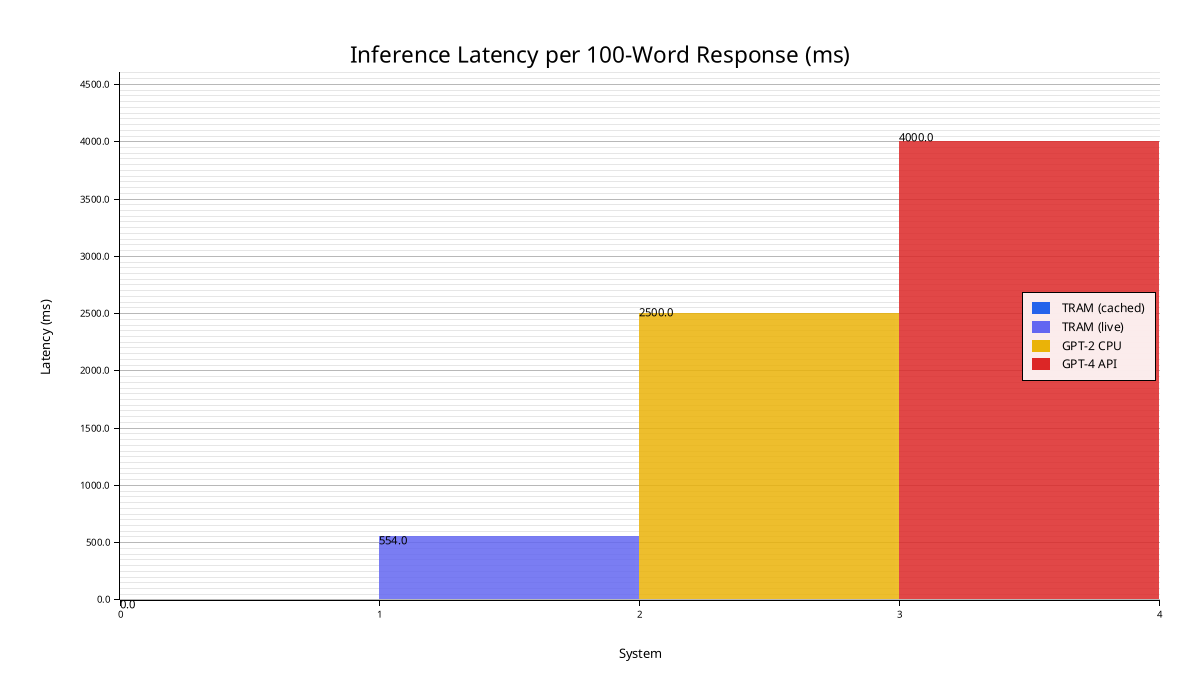 Inference Latency per 100-Word Response (ms)
4500.0
4000.0
3500.0
3000.0
2500.0
2000.0
1500.0
1000.0
500.0
0.0
Latency (ms)
0.0
554.0
2500.0
4000.0
TRAM (cached)
TRAM (live)
GPT-2 CPU
GPT-4 API
0 1 2 3 4
System